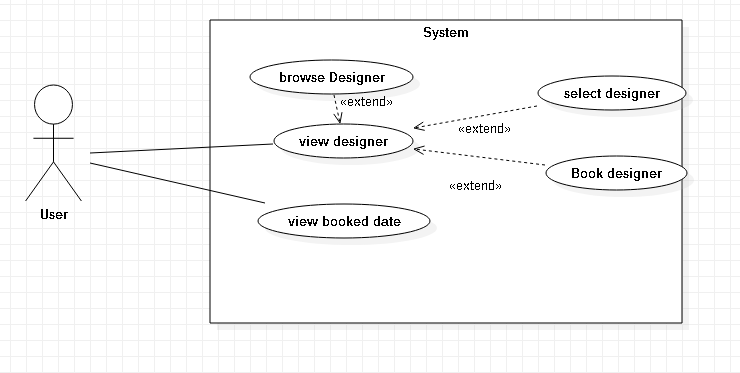 System
browse Designer
«extend»
select designer
«extend»
view designer
Book designer
«extend»
User
view booked date